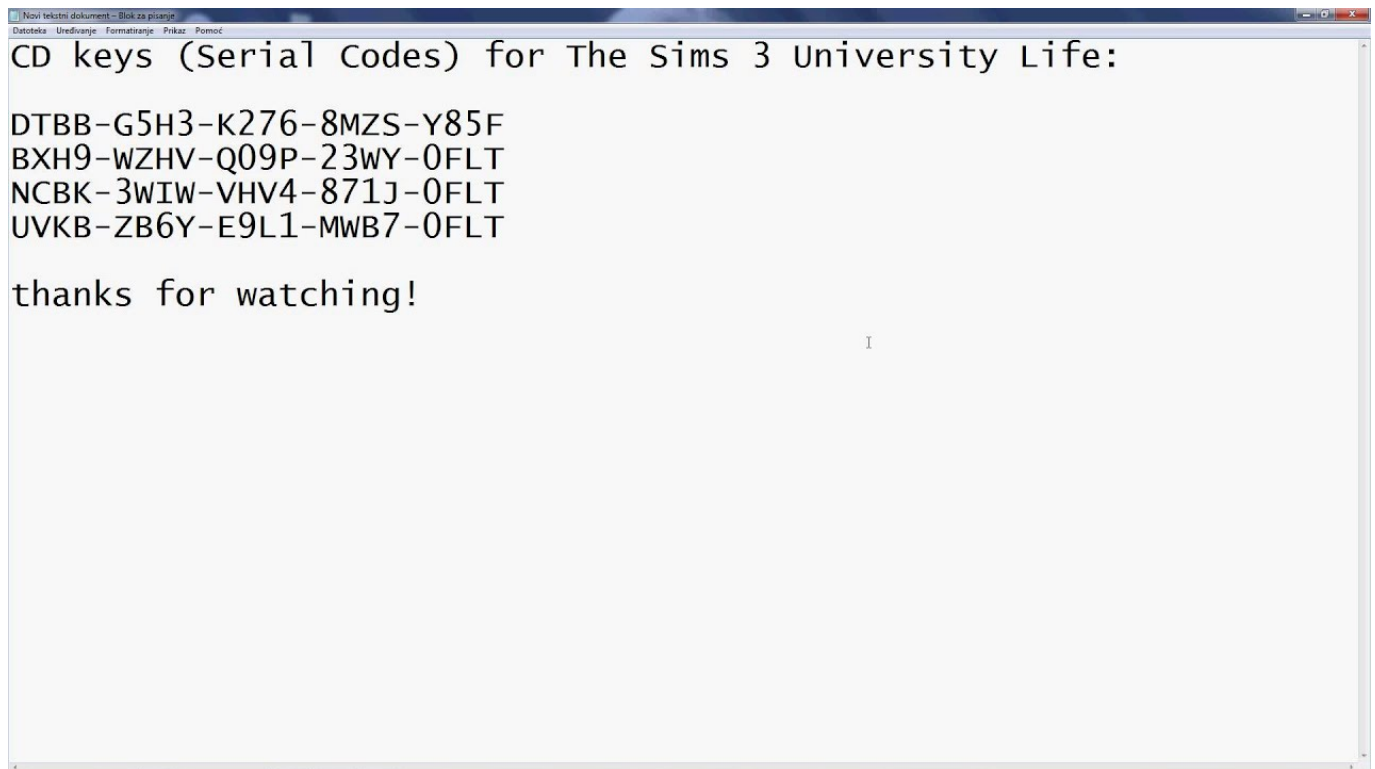 Novi tekstni dokument – Blok za pisanje
Datoteka Uređivanje Formatiranje Prikaz Pomoć
CD keys (Serial Codes) for The Sims 3 University Life:
DTBB-G5H3-K276-8MZS-Y85F
BXH9-WZHV-QO9P-23WY-0FLT
NCBK-3WIW-VHV4-871J-0FLT
UVKB-ZB6Y-E9L1-MWB7-0FLT
thanks for watching!